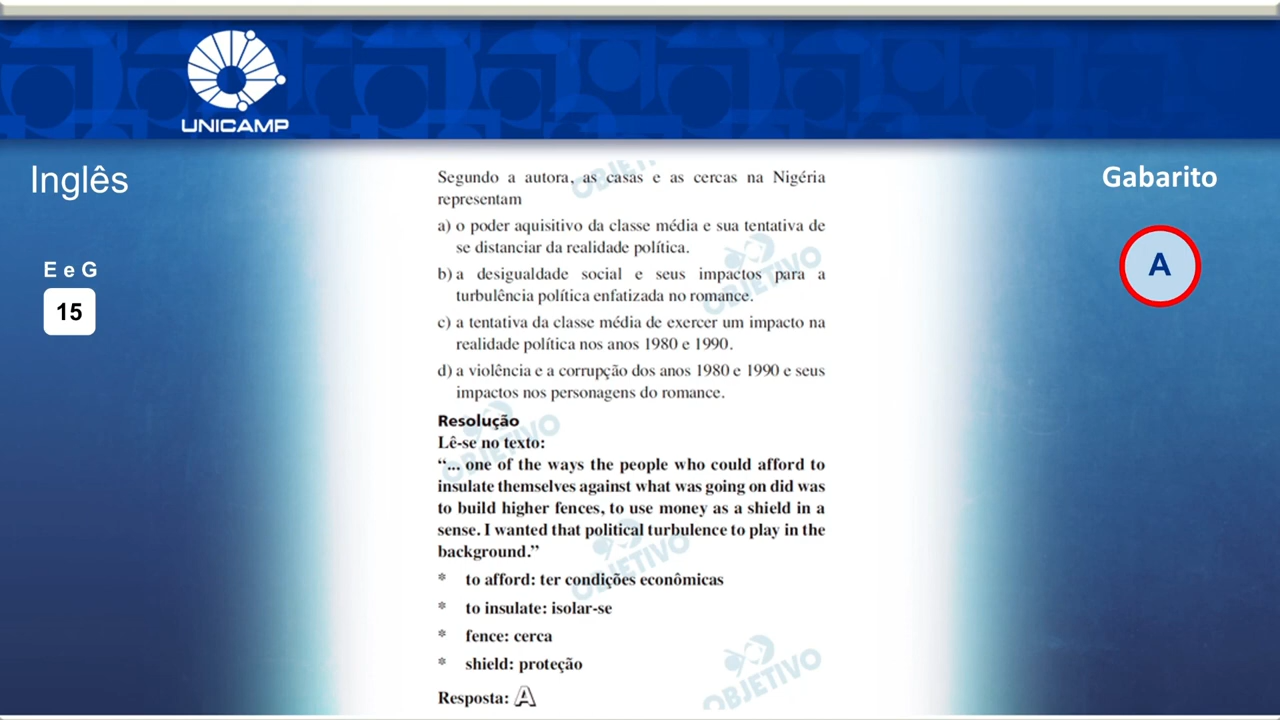 UNICAMP
Inglês
E e G
15
Gabarito
A
Segundo a autora, as casas e as cercas na Nigéria
representam
a) o poder aquisitivo da classe média e sua tentativa de
se distanciar da realidade política.
b) a desigualdade social e seus impactos para a
turbulência política enfatizada no romance.
c) a tentativa da classe média de exercer um impacto na
realidade política nos anos 1980 e 1990.
d) a violência e a corrupção dos anos 1980 e 1990 e seus
impactos nos personagens do romance.
Resolução
Lê-se no texto:
“... one of the ways the people who could afford to
insulate themselves against what was going on did was
to build higher fences, to use money as a shield in a
sense. I wanted that political turbulence to play in the
background.”
* to afford: ter condições econômicas
* to insulate: isolar-se
* fence: cerca
* shield: proteção
Resposta: A
OBJETIVO
OBJETIVO
OBJETIVO
OBJETIVO